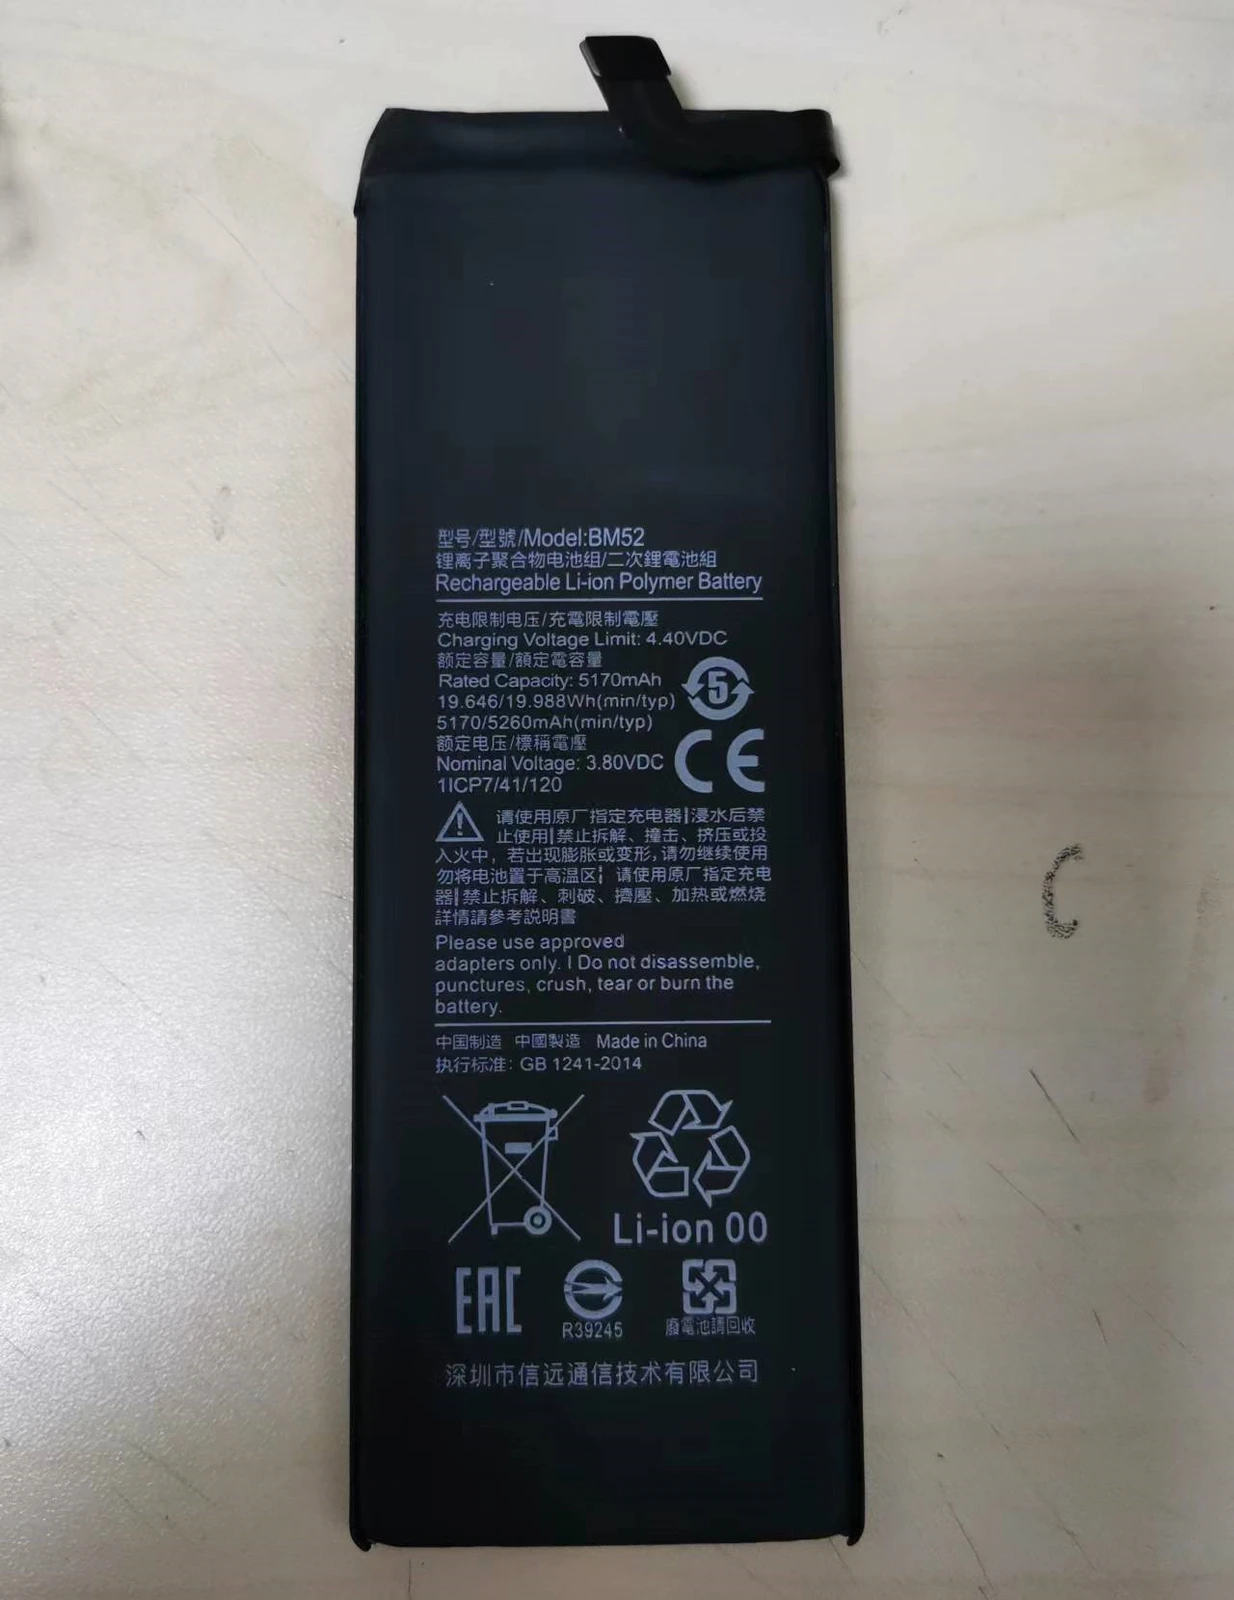 型号/型號/Model:BM52
锂离子聚合物电池组/二次鋰電池組
Rechargeable Li-ion Polymer Battery
充电限制电压/充電限制電壓
Charging Voltage Limit: 4.40VDC
额定容量/額定電容量
Rated Capacity: 5170mAh
19.646/19.988Wh(min/typ)
5170/5260mAh(min/typ)
5
额定电压/標稱電壓
Nominal Voltage: 3.80VDC
CE
1ICP7/41/120
请使用原厂指定充电器|浸水后禁
止使用|禁止拆解、撞击、挤压或投
入火中，若出现膨胀或变形,请勿继续使用
勿将电池置于高温区¦ 请使用原厂指定充电
器|禁止拆解、刺破、擠壓、加热或燃烧
詳情請參考説明書
Please use approved
adapters only. I Do not disassemble,
punctures, crush, tear or burn the
battery.
中国制造 中國製造 Made in China
执行标准: GB 1241-2014
Li-ion 00
EAC
R39245
廢電池請回收
深圳市信远通信技术有限公司